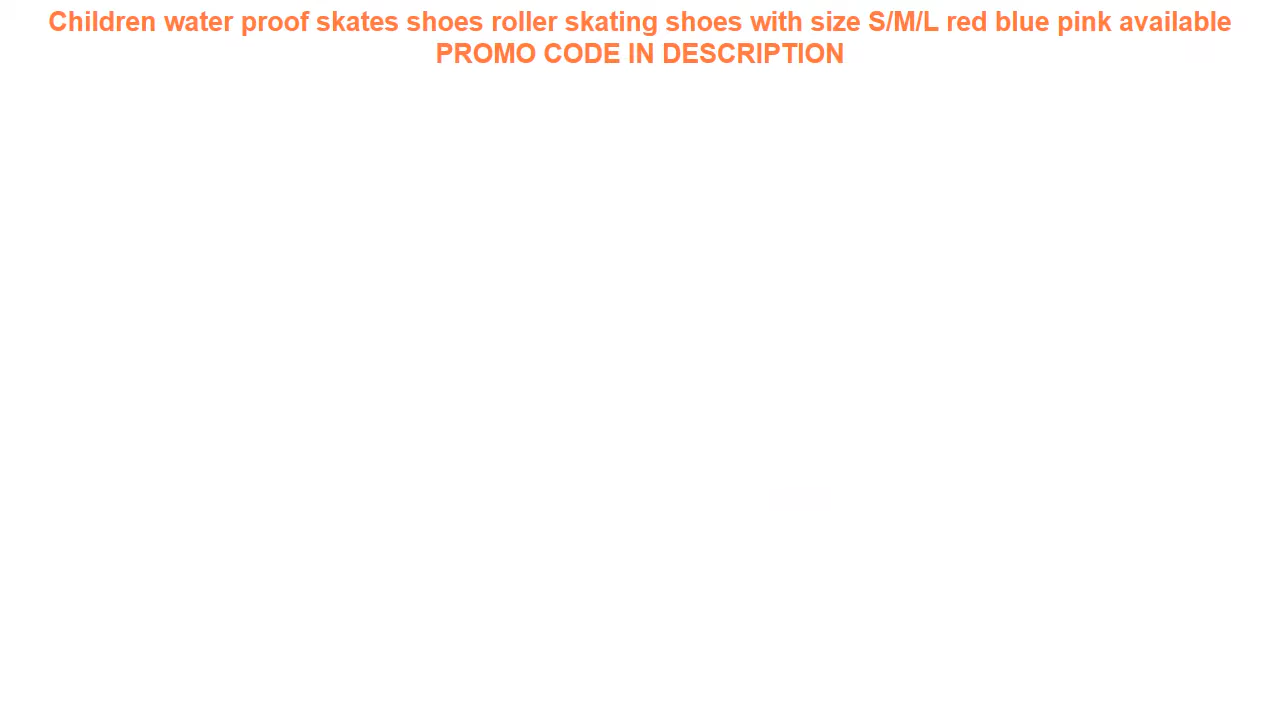 Children water proof skates shoes roller skating shoes with size S/M/L red blue pink available
PROMO CODE IN DESCRIPTION